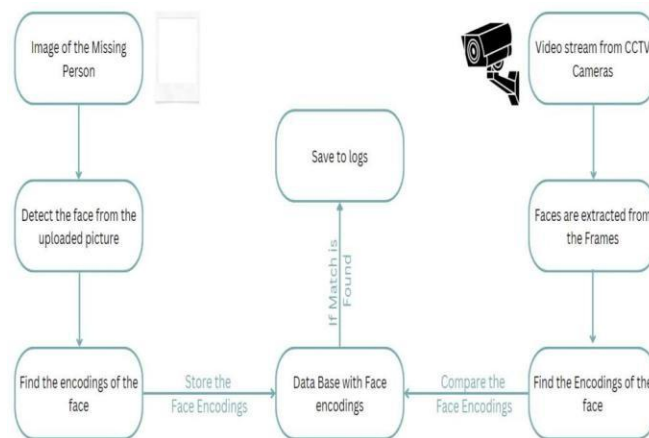 Image of the Missing
Person
Video stream from CCTV
Cameras
Save to logs
Detect the face from the
uploaded picture
Faces are extracted from
the Frames
If Match is
Found
Find the encodings of the
face
Store the
Face Encodings
Data Base with Face
encodings
Compare the
Face Encodings
Find the Encodings of the
face